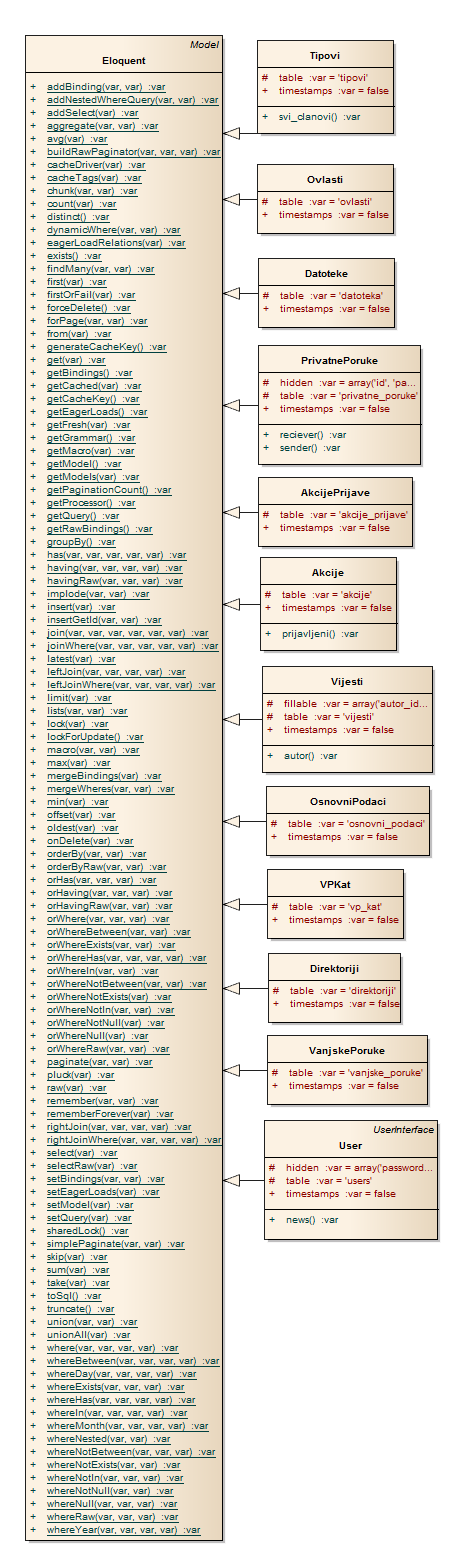 Model
Eloquent
+ addBinding(var, var) :var
+ addNestedWhereQuery(var, var) :var
+ addSelect(var) :var
+ aggregate(var, var) :var
+ avg(var) :var
+ buildRawPaginator(var, var, var) :var
+ cacheDriver(var) :var
+ cacheTags(var) :var
+ chunk(var, var) :var
+ count(var) :var
+ distinct() :var
+ dynamicWhere(var, var) :var
+ eagerLoadRelations(var) :var
+ exists() :var
+ findMany(var, var) :var
+ first(var) :var
+ firstOrFail(var) :var
+ forceDelete() :var
+ forPage(var, var) :var
+ from(var) :var
+ generateCacheKey() :var
+ get(var) :var
+ getBindings() :var
+ getCached(var) :var
+ getCacheKey() :var
+ getEagerLoads() :var
+ getFresh(var) :var
+ getGrammar() :var
+ getMacro(var) :var
+ getModel() :var
+ getModels(var) :var
+ getPaginationCount() :var
+ getProcessor() :var
+ getQuery() :var
+ getRawBindings() :var
+ groupBy() :var
+ has(var, var, var, var, var) :var
+ having(var, var, var, var) :var
+ havingRaw(var, var, var) :var
+ implode(var, var) :var
+ insert(var) :var
+ insertGetId(var, var) :var
+ join(var, var, var, var, var, var) :var
+ joinWhere(var, var, var, var, var) :var
+ latest(var) :var
+ leftJoin(var, var, var, var) :var
+ leftJoinWhere(var, var, var, var) :var
+ limit(var) :var
+ lists(var, var) :var
+ lock(var) :var
+ lockForUpdate() :var
+ macro(var, var) :var
+ max(var) :var
+ mergeBindings(var) :var
+ mergeWheres(var, var) :var
+ min(var) :var
+ offset(var) :var
+ oldest(var) :var
+ onDelete(var) :var
+ orderBy(var, var) :var
+ orderByRaw(var, var) :var
+ orHas(var, var, var) :var
+ orHaving(var, var, var) :var
+ orHavingRaw(var, var) :var
+ orWhere(var, var, var) :var
+ orWhereBetween(var, var) :var
+ orWhereExists(var, var) :var
+ orWhereHas(var, var, var, var) :var
+ orWhereIn(var, var) :var
+ orWhereNotBetween(var, var) :var
+ orWhereNotExists(var) :var
+ orWhereNotIn(var, var) :var
+ orWhereNotNull(var) :var
+ orWhereNull(var) :var
+ orWhereRaw(var, var) :var
+ paginate(var, var) :var
+ pluck(var) :var
+ raw(var) :var
+ remember(var, var) :var
+ rememberForever(var) :var
+ rightJoin(var, var, var, var) :var
+ rightJoinWhere(var, var, var, var) :var
+ select(var) :var
+ selectRaw(var, var) :var
+ setBindings(var, var) :var
+ setEagerLoads(var) :var
+ setModel(var) :var
+ setQuery(var) :var
+ sharedLock() :var
+ simplePaginate(var, var) :var
+ skip(var) :var
+ sum(var) :var
+ take(var) :var
+ toSql() :var
+ truncate() :var
+ union(var, var) :var
+ unionAll(var) :var
+ where(var, var, var, var) :var
+ whereBetween(var, var, var, var) :var
+ whereDay(var, var, var, var) :var
+ whereExists(var, var, var) :var
+ whereHas(var, var, var, var) :var
+ whereIn(var, var, var, var) :var
+ whereMonth(var, var, var, var) :var
+ whereNested(var, var) :var
+ whereNotBetween(var, var, var) :var
+ whereNotExists(var, var) :var
+ whereNotIn(var, var, var) :var
+ whereNotNull(var, var) :var
+ whereNull(var, var, var) :var
+ whereRaw(var, var, var) :var
+ whereYear(var, var, var, var) :var
Tipovi
# table :var = 'tipovi'
+ timestamps :var = false
+ svi_clanovi() :var
Ovlasti
# table :var = 'ovlasti'
+ timestamps :var = false
Datoteke
# table :var = 'datoteka'
+ timestamps :var = false
PrivatnePoruke
# hidden :var = array('id', 'pa...
# table :var = 'privatne_poruke'
+ timestamps :var = false
+ reciever() :var
+ sender() :var
AkcijePrijave
# table :var = 'akcije_prijave'
+ timestamps :var = false
Akcije
# table :var = 'akcije'
+ timestamps :var = false
+ prijavljeni() :var
Vijesti
# fillable :var = array('autor_id...
# table :var = 'vijesti'
+ timestamps :var = false
+ autor() :var
OsnovniPodaci
# table :var = 'osnovni_podaci'
+ timestamps :var = false
VPKat
# table :var = 'vp_kat'
+ timestamps :var = false
Direktoriji
# table :var = 'direktoriji'
+ timestamps :var = false
VanjskePoruke
# table :var = 'vanjske_poruke'
+ timestamps :var = false
UserInterface
User
# hidden :var = array('password...
# table :var = 'users'
+ timestamps :var = false
+ news() :var